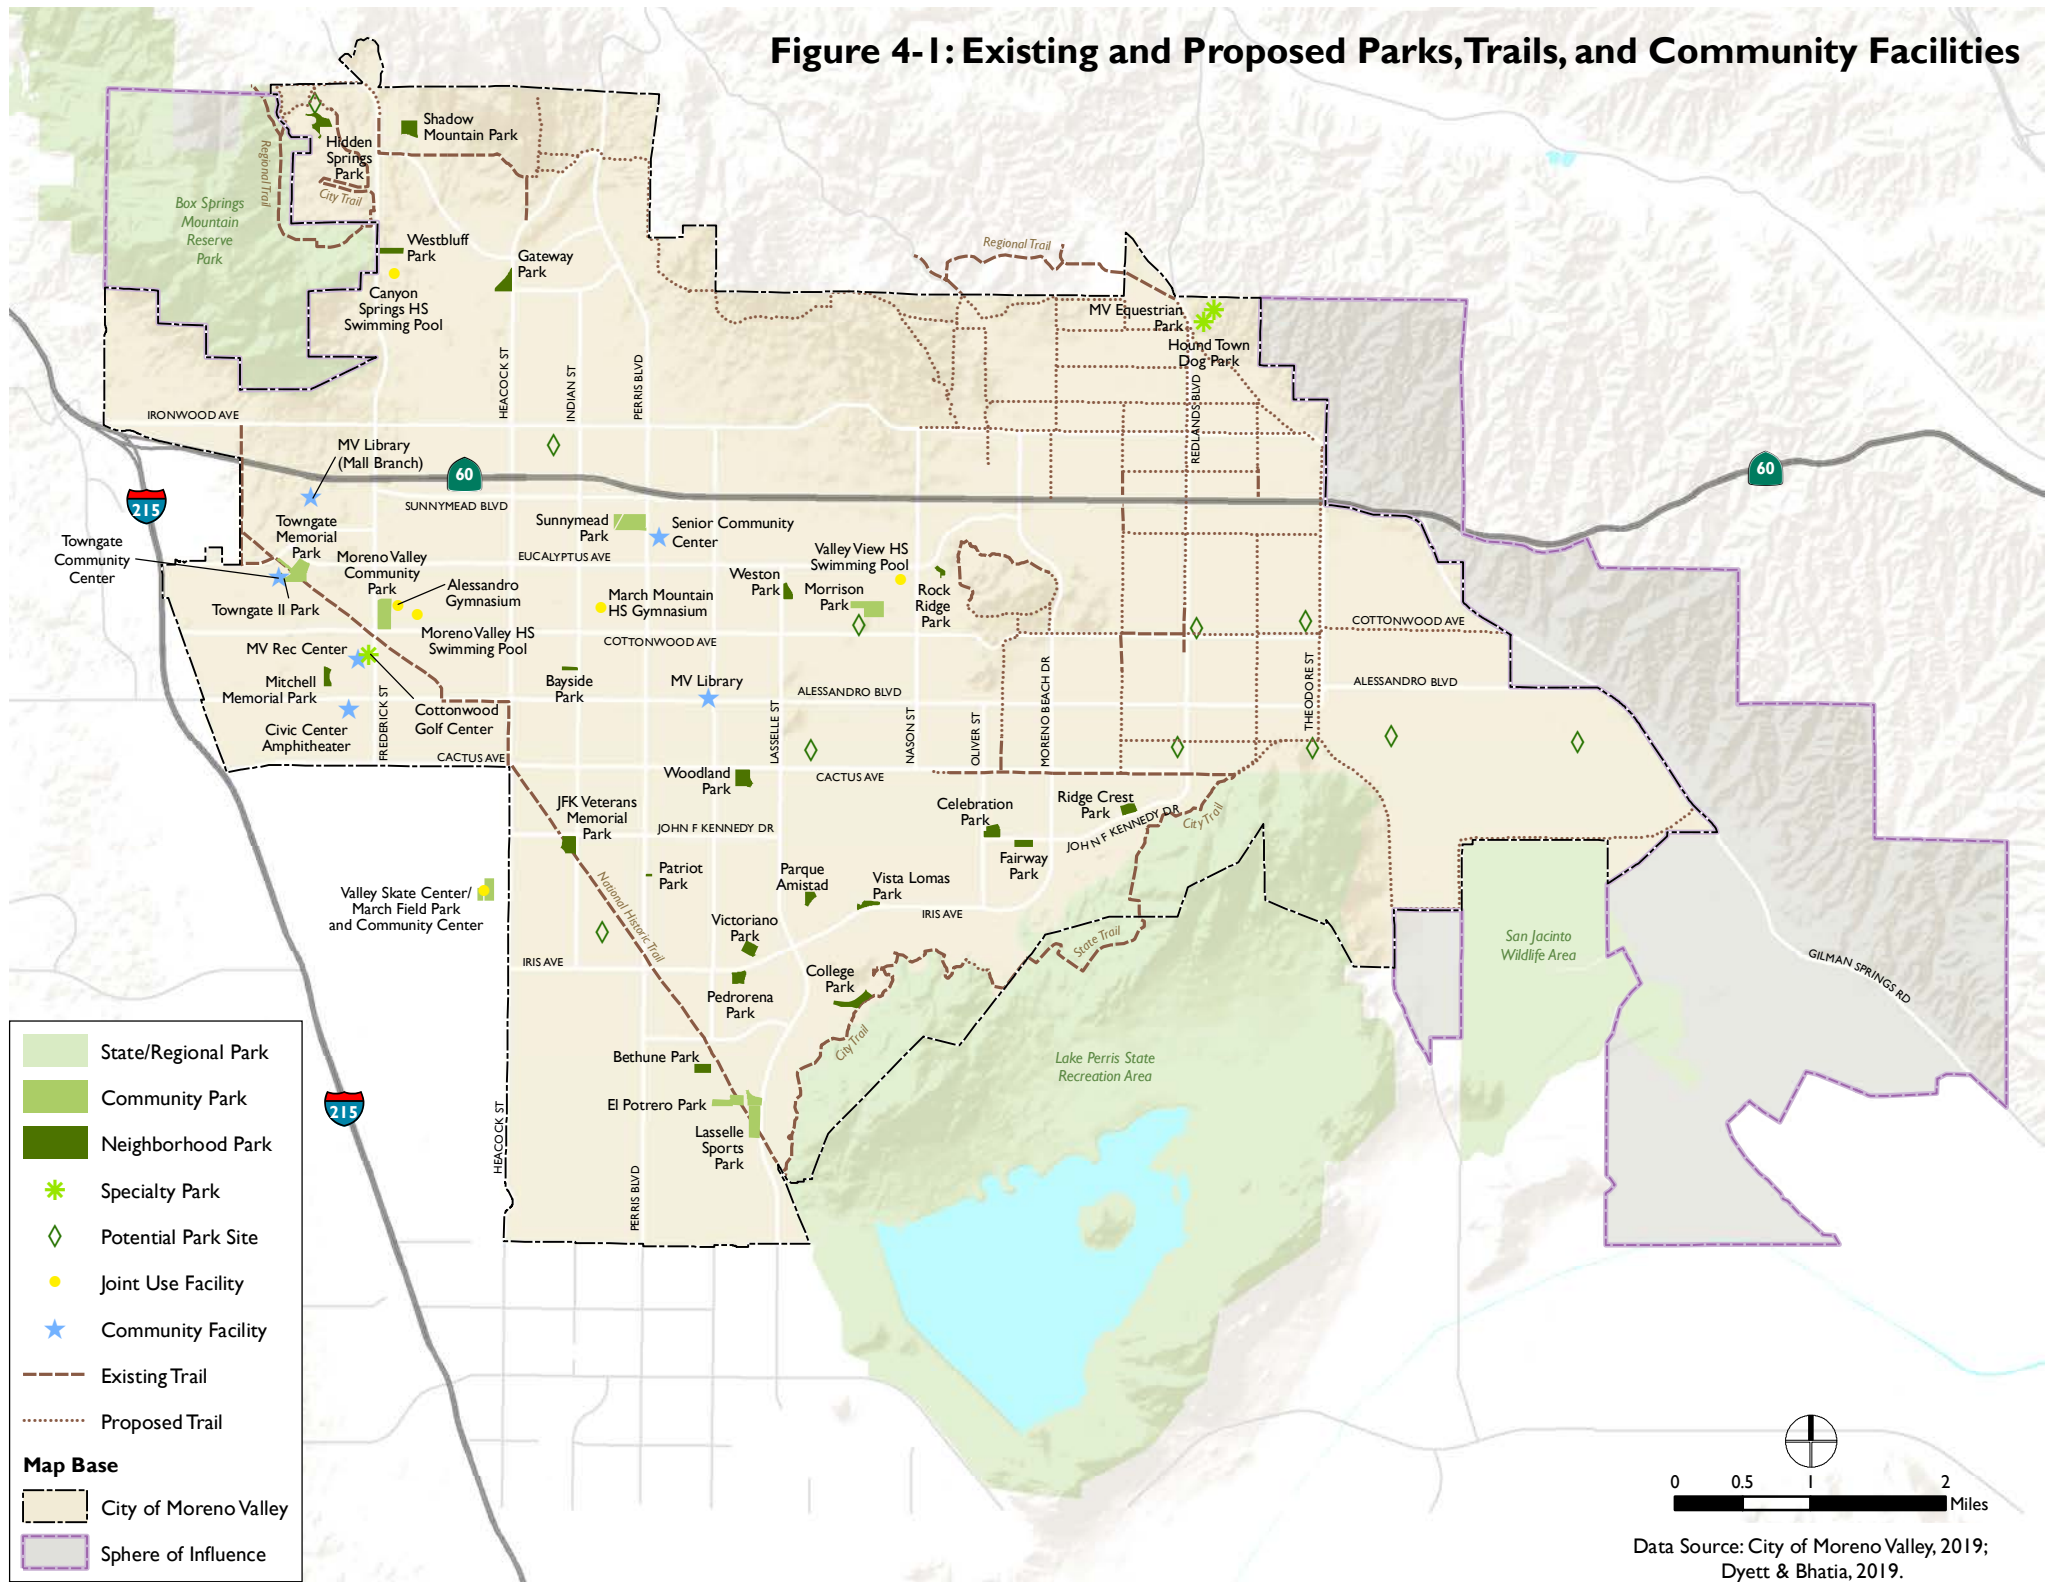 Figure 4-1: Existing and Proposed Parks, Trails, and Community Facilities
Shadow
Mountain Park
Hidden
Springs
Park
Regional Trail
City Trail
Box Springs
Mountain
Reserve
Park
Westbluff
Park
Gateway
Park
Canyon
Springs HS
Swimming Pool
Regional Trail
MV Equestrian
Park
Hound Town
Dog Park
HEACOCK ST
INDIAN ST
PERRIS BLVD
REDLANDS BLVD
IRONWOOD AVE
MV Library
(Mall Branch)
60
60
215
SUNNYMEAD BLVD
Towngate
Memorial
Park
Sunnymead
Park
Senior Community
Center
Towngate
Community
Center
EUCALYPTUS AVE
Moreno Valley
Community
Park
Valley View HS
Swimming Pool
Alessandro
Gymnasium
Weston
Park
Morrison
Park
Rock
Ridge
Park
March Mountain
HS Gymnasium
Towngate II Park
Moreno Valley HS
Swimming Pool
COTTONWOOD AVE
COTTONWOOD AVE
MV Rec Center
Mitchell
Memorial Park
Bayside
Park
MV Library
ALESSANDRO BLVD
ALESSANDRO BLVD
Cottonwood
Golf Center
Civic Center
Amphitheater
FREDERICK ST
LASSELLE ST
NASON ST
OLIVER ST
MORENO BEACH DR
THEODORE ST
CACTUS AVE
CACTUS AVE
Woodland
Park
JFK Veterans
Memorial
Park
JOHN F KENNEDY DR
Celebration
Park
Ridge Crest
Park
JOHN F KENNEDY DR
City Trail
Fairway
Park
Patriot
Park
Parque
Amistad
Vista Lomas
Park
IRIS AVE
National Historic Trail
Valley Skate Center/
March Field Park
and Community Center
Victoriano
Park
State Trail
San Jacinto
Wildlife Area
IRIS AVE
College
Park
Pedrorena
Park
GILMAN SPRINGS RD
City Trail
Bethune Park
Lake Perris State
Recreation Area
El Potrero Park
Lasselle
Sports
Park
HEACOCK ST
PERRIS BLVD
215
State/Regional Park
Community Park
Neighborhood Park
Specialty Park
Potential Park Site
Joint Use Facility
Community Facility
Existing Trail
Proposed Trail
Map Base
City of Moreno Valley
Sphere of Influence
0 0.5 1 2
Miles
Data Source: City of Moreno Valley, 2019;
Dyett & Bhatia, 2019.